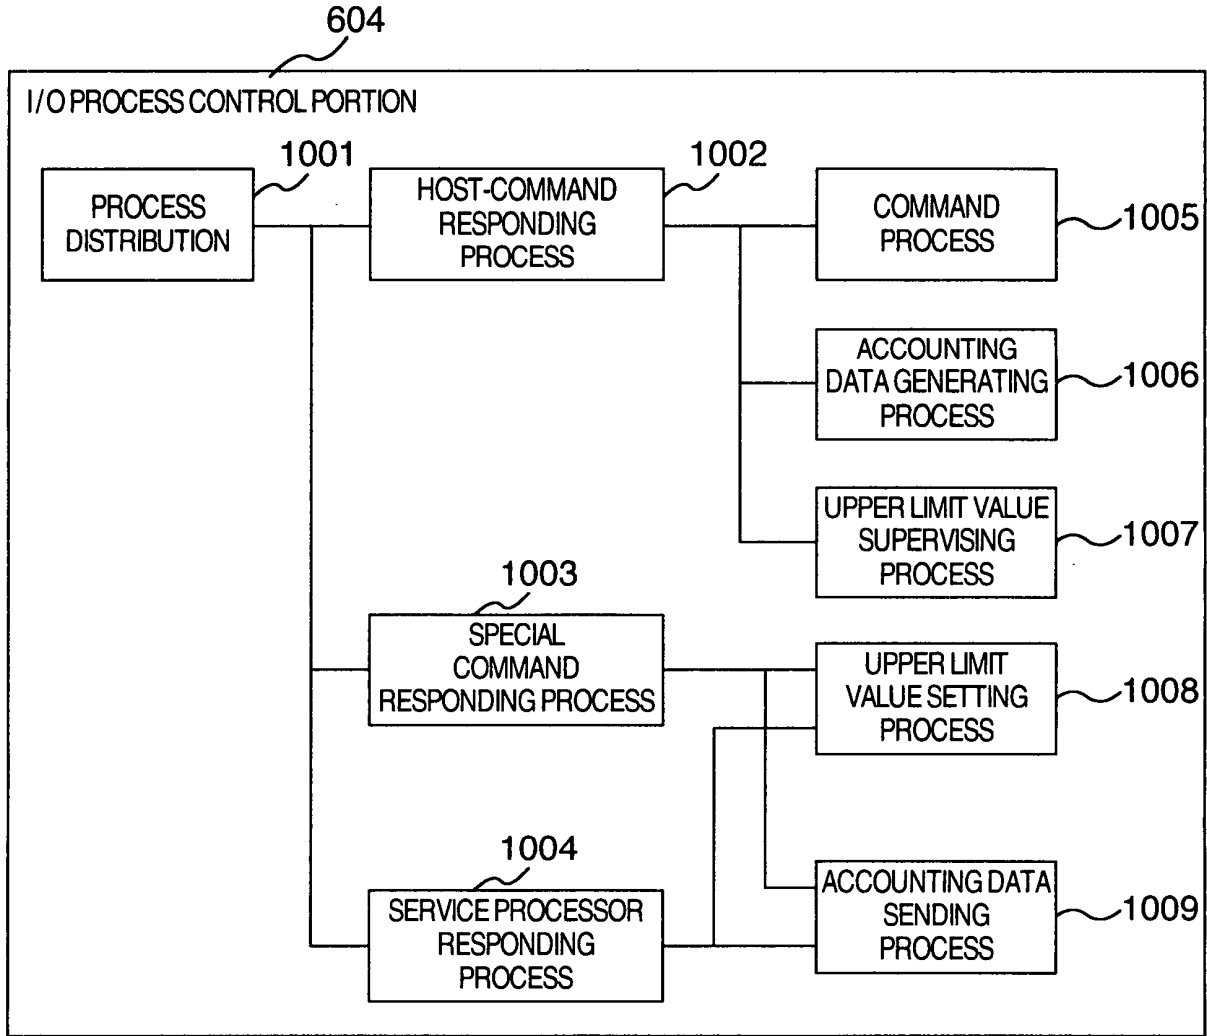 604
I/O PROCESS CONTROL PORTION
1001
PROCESS
DISTRIBUTION
HOST-COMMAND
RESPONDING
PROCESS
1002
COMMAND
PROCESS
1005
ACCOUNTING
DATA GENERATING
PROCESS
1006
UPPER LIMIT VALUE
SUPERVISING
PROCESS
1007
1003
SPECIAL
COMMAND
RESPONDING PROCESS
UPPER LIMIT
VALUE SETTING
PROCESS
1008
1004
SERVICE PROCESSOR
RESPONDING
PROCESS
ACCOUNTING DATA
SENDING
PROCESS
1009